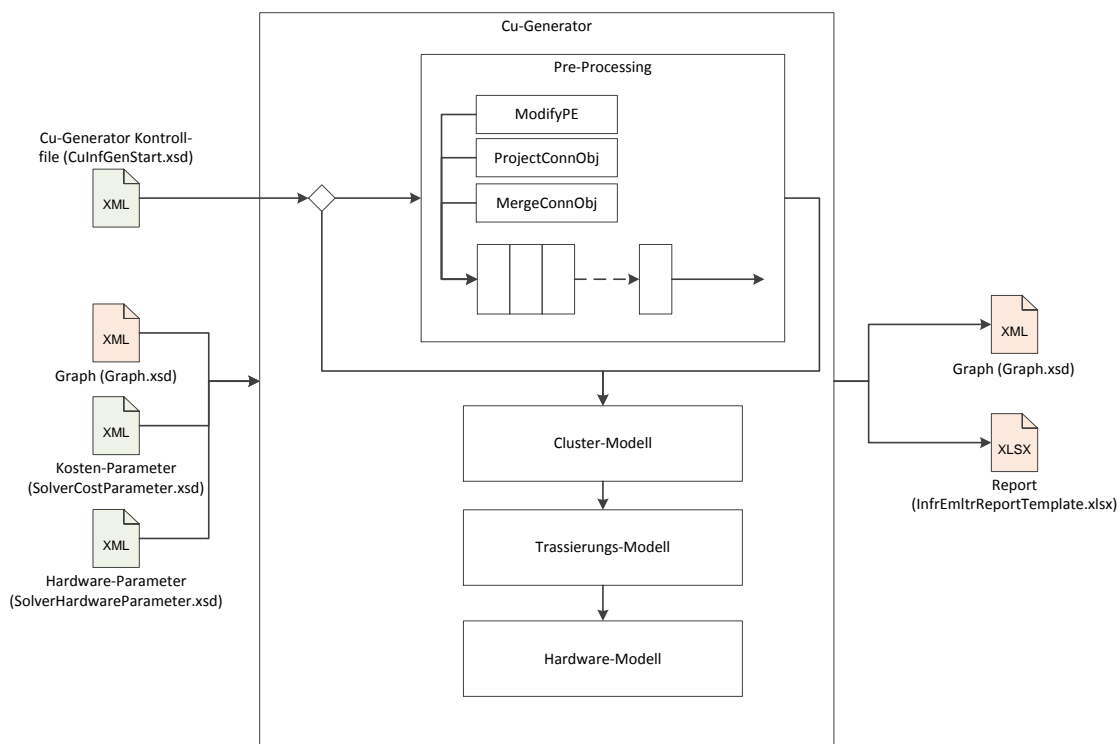 Cu-Generator
Pre-Processing
ModifyPE
ProjectConnObj
MergeConnObj
Cu-Generator Kontroll-
file (CuInfGenStart.xsd)
XML
XML
Graph (Graph.xsd)
XML
Kosten-Parameter
(SolverCostParameter.xsd)
XML
Hardware-Parameter
(SolverHardwareParameter.xsd)
Cluster-Modell
Trassierungs-Modell
Hardware-Modell
XML
Graph (Graph.xsd)
XLSX
Report
(InfrEmltrReportTemplate.xlsx)